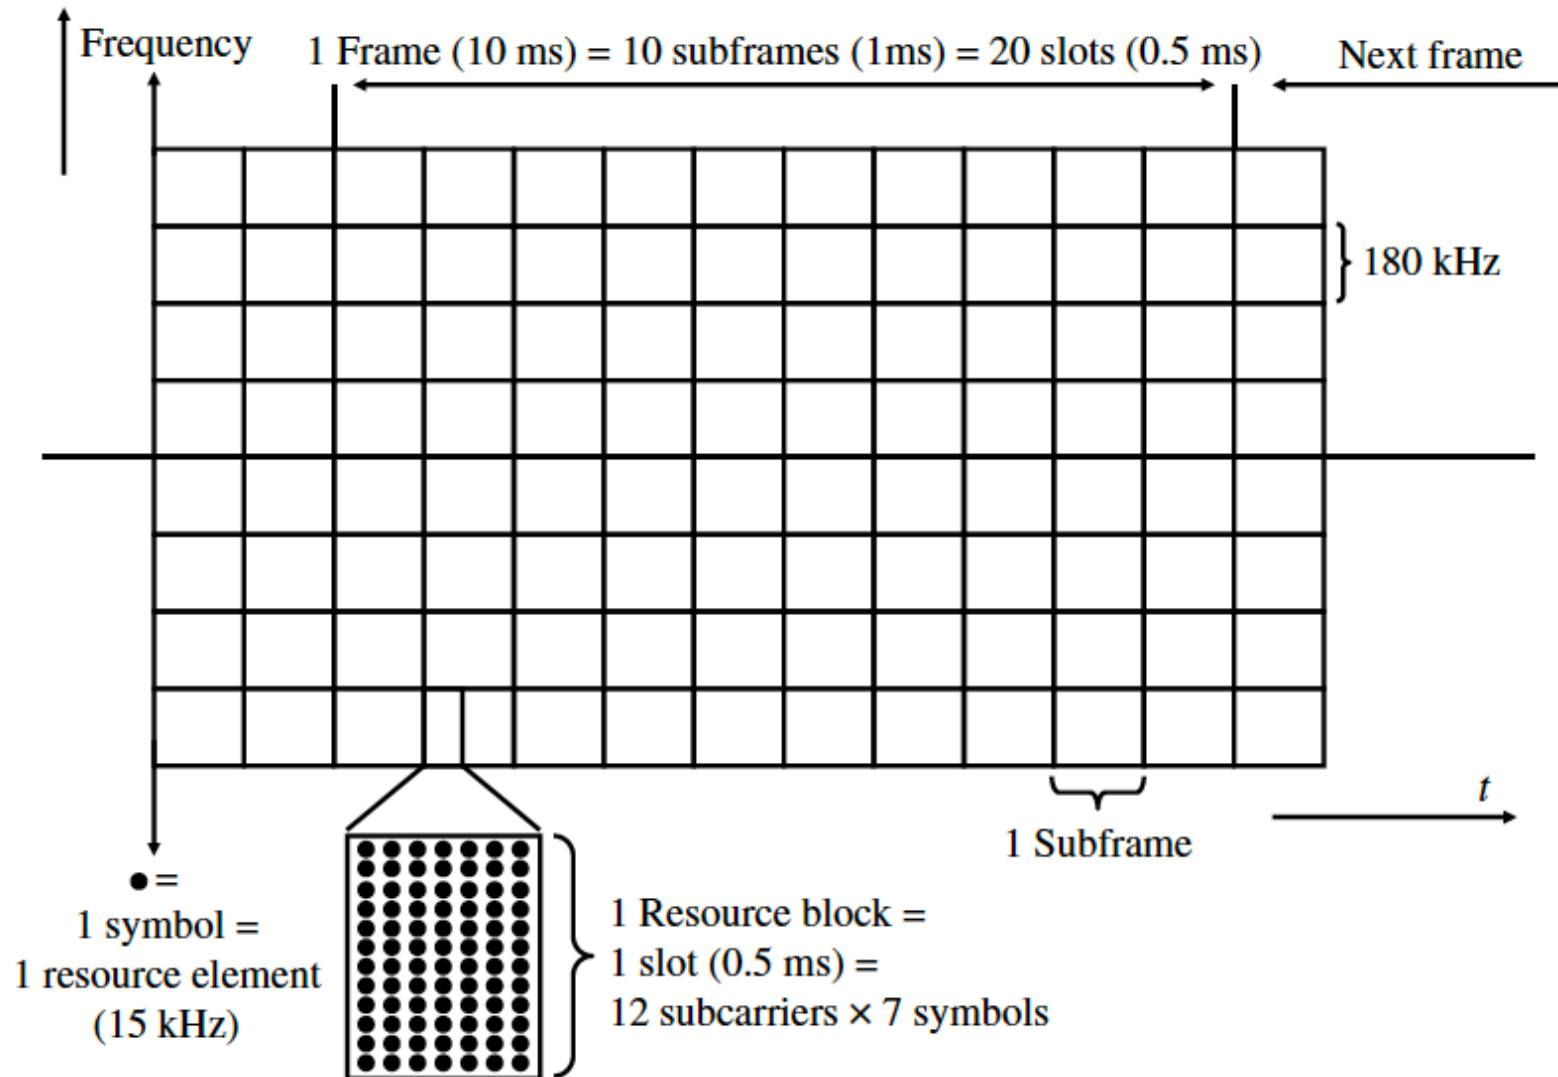 Frequency
1 Frame (10 ms) = 10 subframes (1ms) = 20 slots (0.5 ms)
Next frame
180 kHz
t
1 Subframe
=
1 symbol =
1 resource element
(15 kHz)
1 Resource block =
1 slot (0.5 ms) =
12 subcarriers × 7 symbols